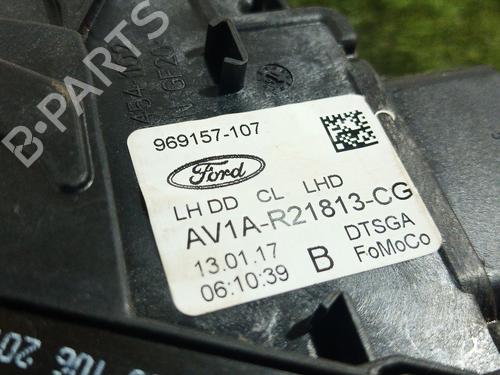 B-PARTS
969157-107
Ford
LH DD CL LHD
AV1A-R21813-CG
13.01.17 B DTSGA
06:10:39 FoMoCo